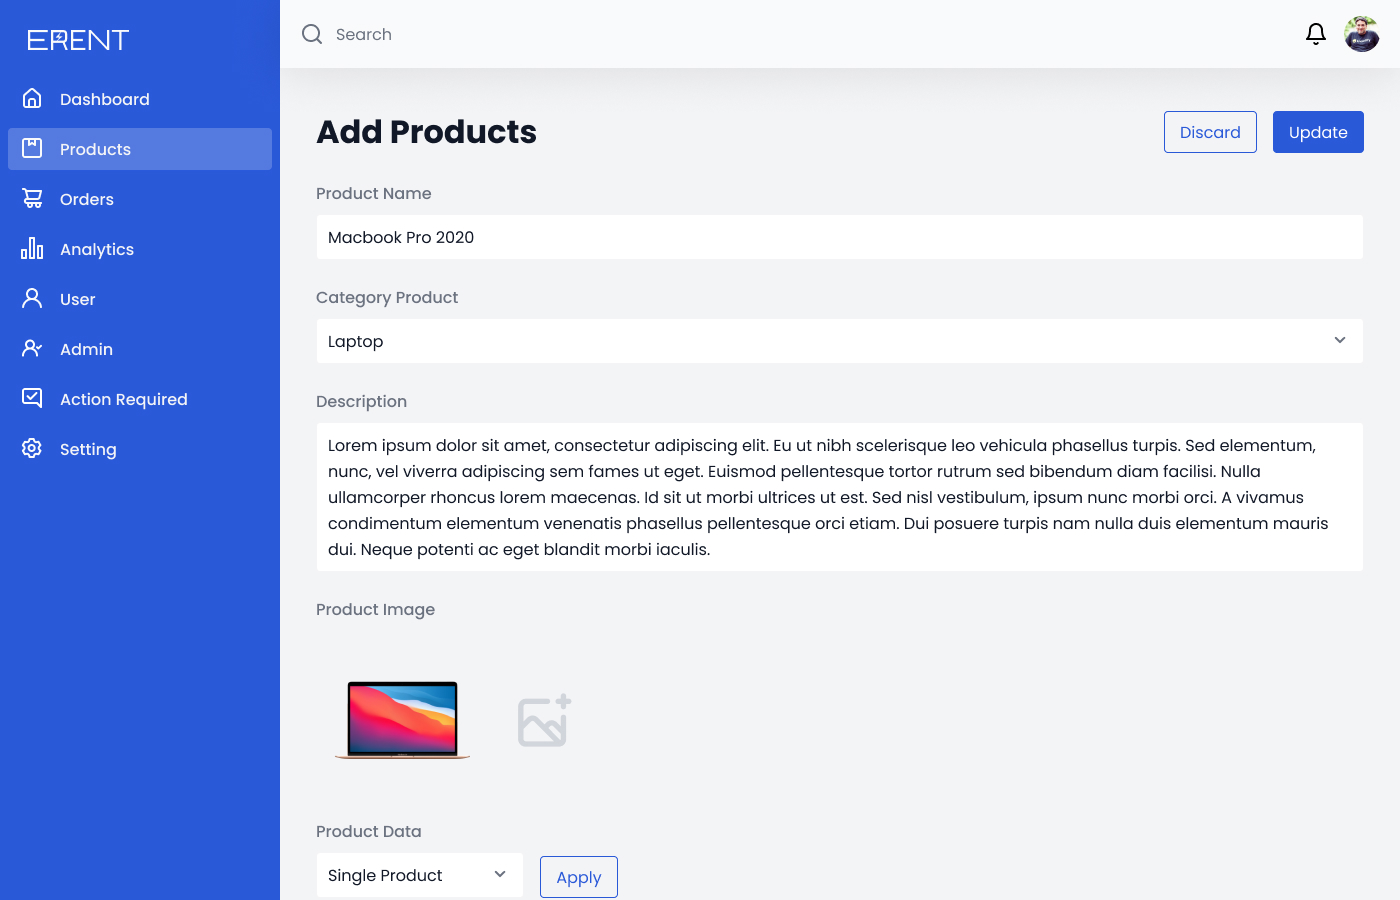 ERENT
Search
Dashboard
Products
Orders
Analytics
User
Admin
Action Required
Setting
Add Products
Discard
Update
Product Name
Macbook Pro 2020
Category Product
Laptop
Description
Lorem ipsum dolor sit amet, consectetur adipiscing elit. Eu ut nibh scelerisque leo vehicula phasellus turpis. Sed elementum,
nunc, vel viverra adipiscing sem fames ut eget. Euismod pellentesque tortor rutrum sed bibendum diam facilisi. Nulla
ullamcorper rhoncus lorem maecenas. Id sit ut morbi ultrices ut est. Sed nisl vestibulum, ipsum nunc morbi orci. A vivamus
condimentum elementum venenatis phasellus pellentesque orci etiam. Dui posuere turpis nam nulla duis elementum mauris
dui. Neque potenti ac eget blandit morbi iaculis.
Product Image
Product Data
Single Product
Apply